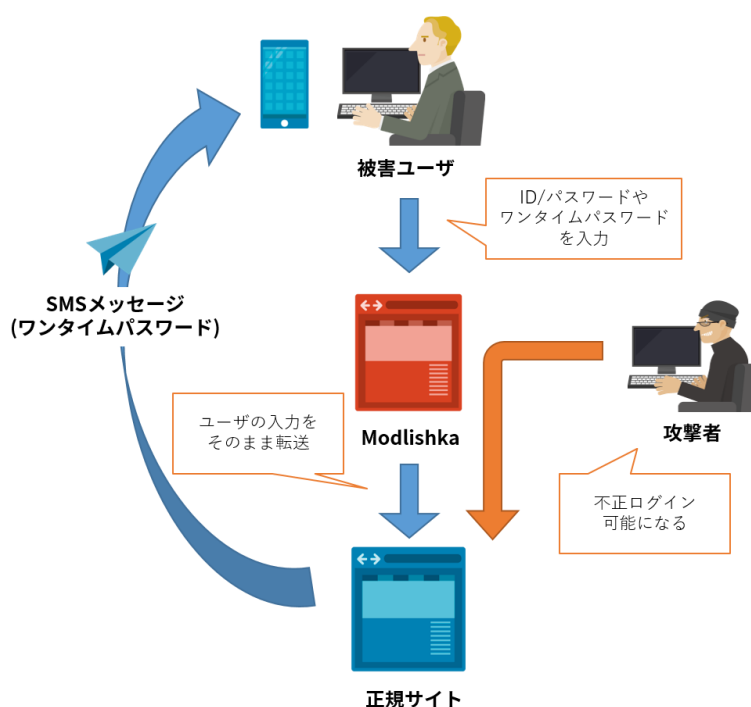 被害ユーザ
ID/パスワードや
ワンタイムパスワード
を入力
SMSメッセージ
(ワンタイムパスワード)
ユーザの入力を
そのまま転送
Modlishka
攻撃者
不正ログイン
可能になる
正規サイト